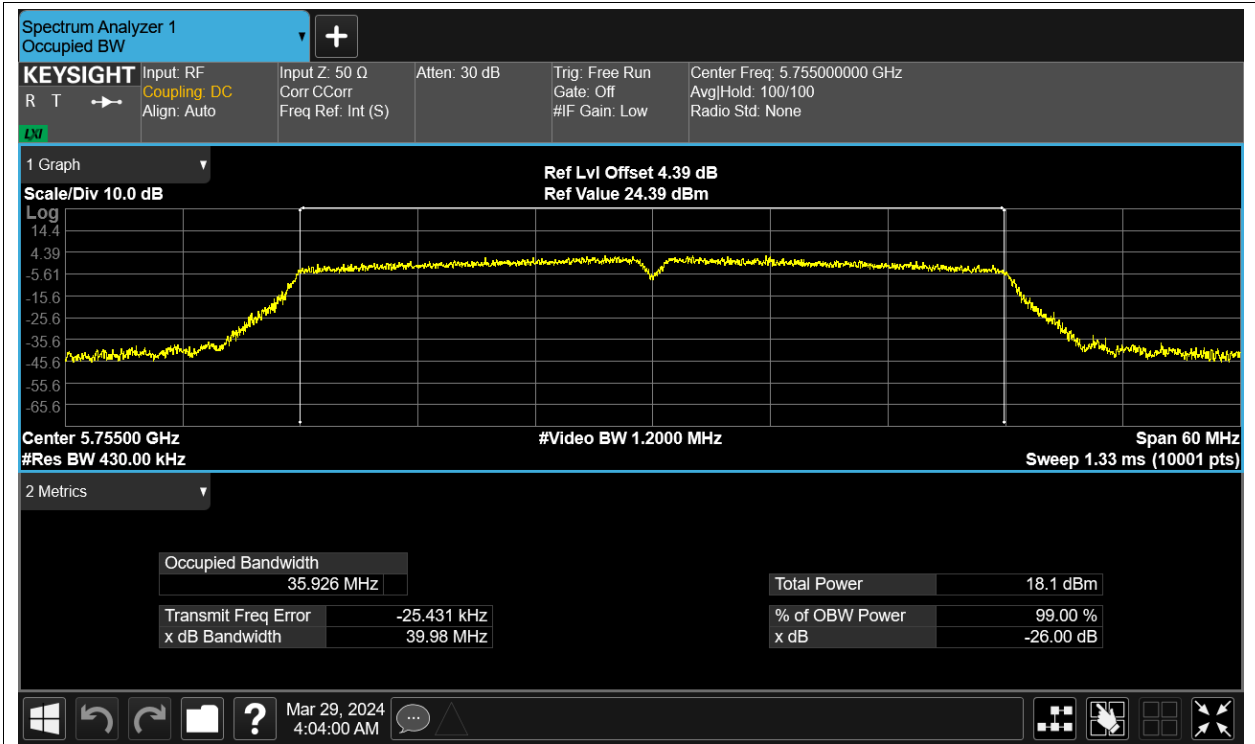 Spectrum Analyzer 1
Occupied BW
KEYSIGHT
R T
LXI
Input: RF
Coupling: DC
Align: Auto
Input Z: 50 Ω
Corr CCorr
Freq Ref: Int (S)
Atten: 30 dB
Trig: Free Run
Gate: Off
#IF Gain: Low
Center Freq: 5.755000000 GHz
Avg|Hold: 100/100
Radio Std: None
1 Graph
Scale/Div 10.0 dB
Ref Lvl Offset 4.39 dB
Ref Value 24.39 dBm
Log
14.4
4.39
-5.61
-15.6
-25.6
-35.6
-45.6
-55.6
-65.6
Center 5.75500 GHz
#Video BW 1.2000 MHz
Span 60 MHz
#Res BW 430.00 kHz
Sweep 1.33 ms (10001 pts)
2 Metrics
Occupied Bandwidth
35.926 MHz
Total Power 18.1 dBm
Transmit Freq Error -25.431 kHz
% of OBW Power 99.00 %
x dB Bandwidth 39.98 MHz
x dB -26.00 dB
?
Mar 29, 2024
4:04:00 AM